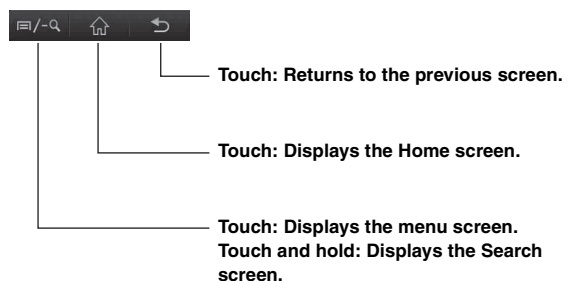 Touch: Returns to the previous screen.
Touch: Displays the Home screen.
Touch: Displays the menu screen.
Touch and hold: Displays the Search
screen.